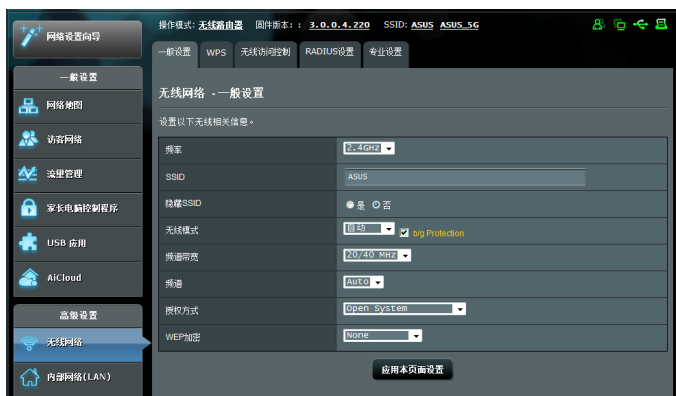 网络设置向导
操作模式: 无线路由器 固件版本: : 3.0.0.4.220 SSID: ASUS ASUS_5G
一般设置 WPS 无线访问控制 RADIUS设置 专业设置
一般设置
网络地图
访客网络
流量管理
家长电脑控制程序
USB 应用
AiCloud
高级设置
无线网络
内部网络(LAN)
无线网络 - 一般设置
设置以下无线相关信息。
频率 2.4GHz
SSID ASUS
隐藏SSID 是 否
无线模式 自动 b/g Protection
频道带宽 20/40 MHz
频道 Auto
授权方式 Open System
WEP加密 None
应用本页面设置